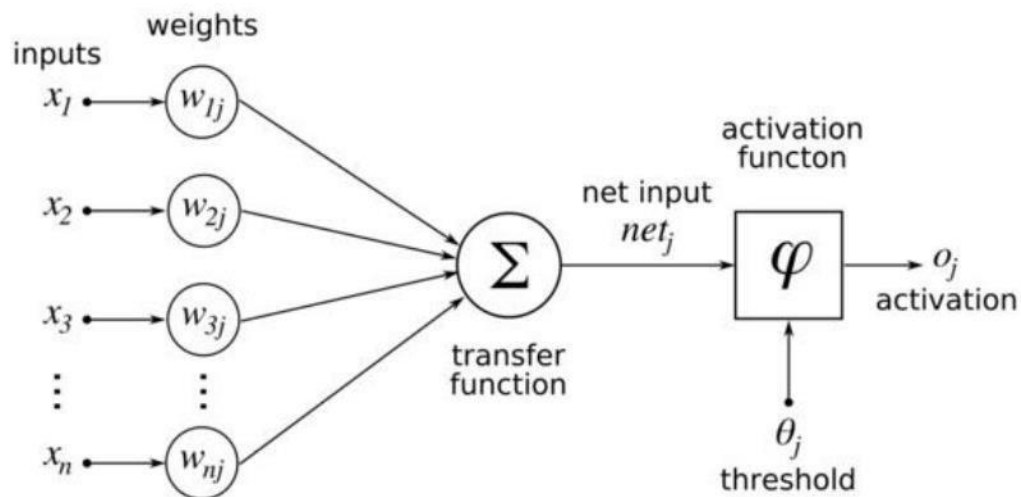 weights
inputs
x₁
w₁ⱼ
x₂
w₂ⱼ
x₃
w₃ⱼ
⋮
⋮
xₙ
wₙⱼ
Σ
transfer
function
net input
netⱼ
activation
functon
φ
oⱼ
activation
θⱼ
threshold